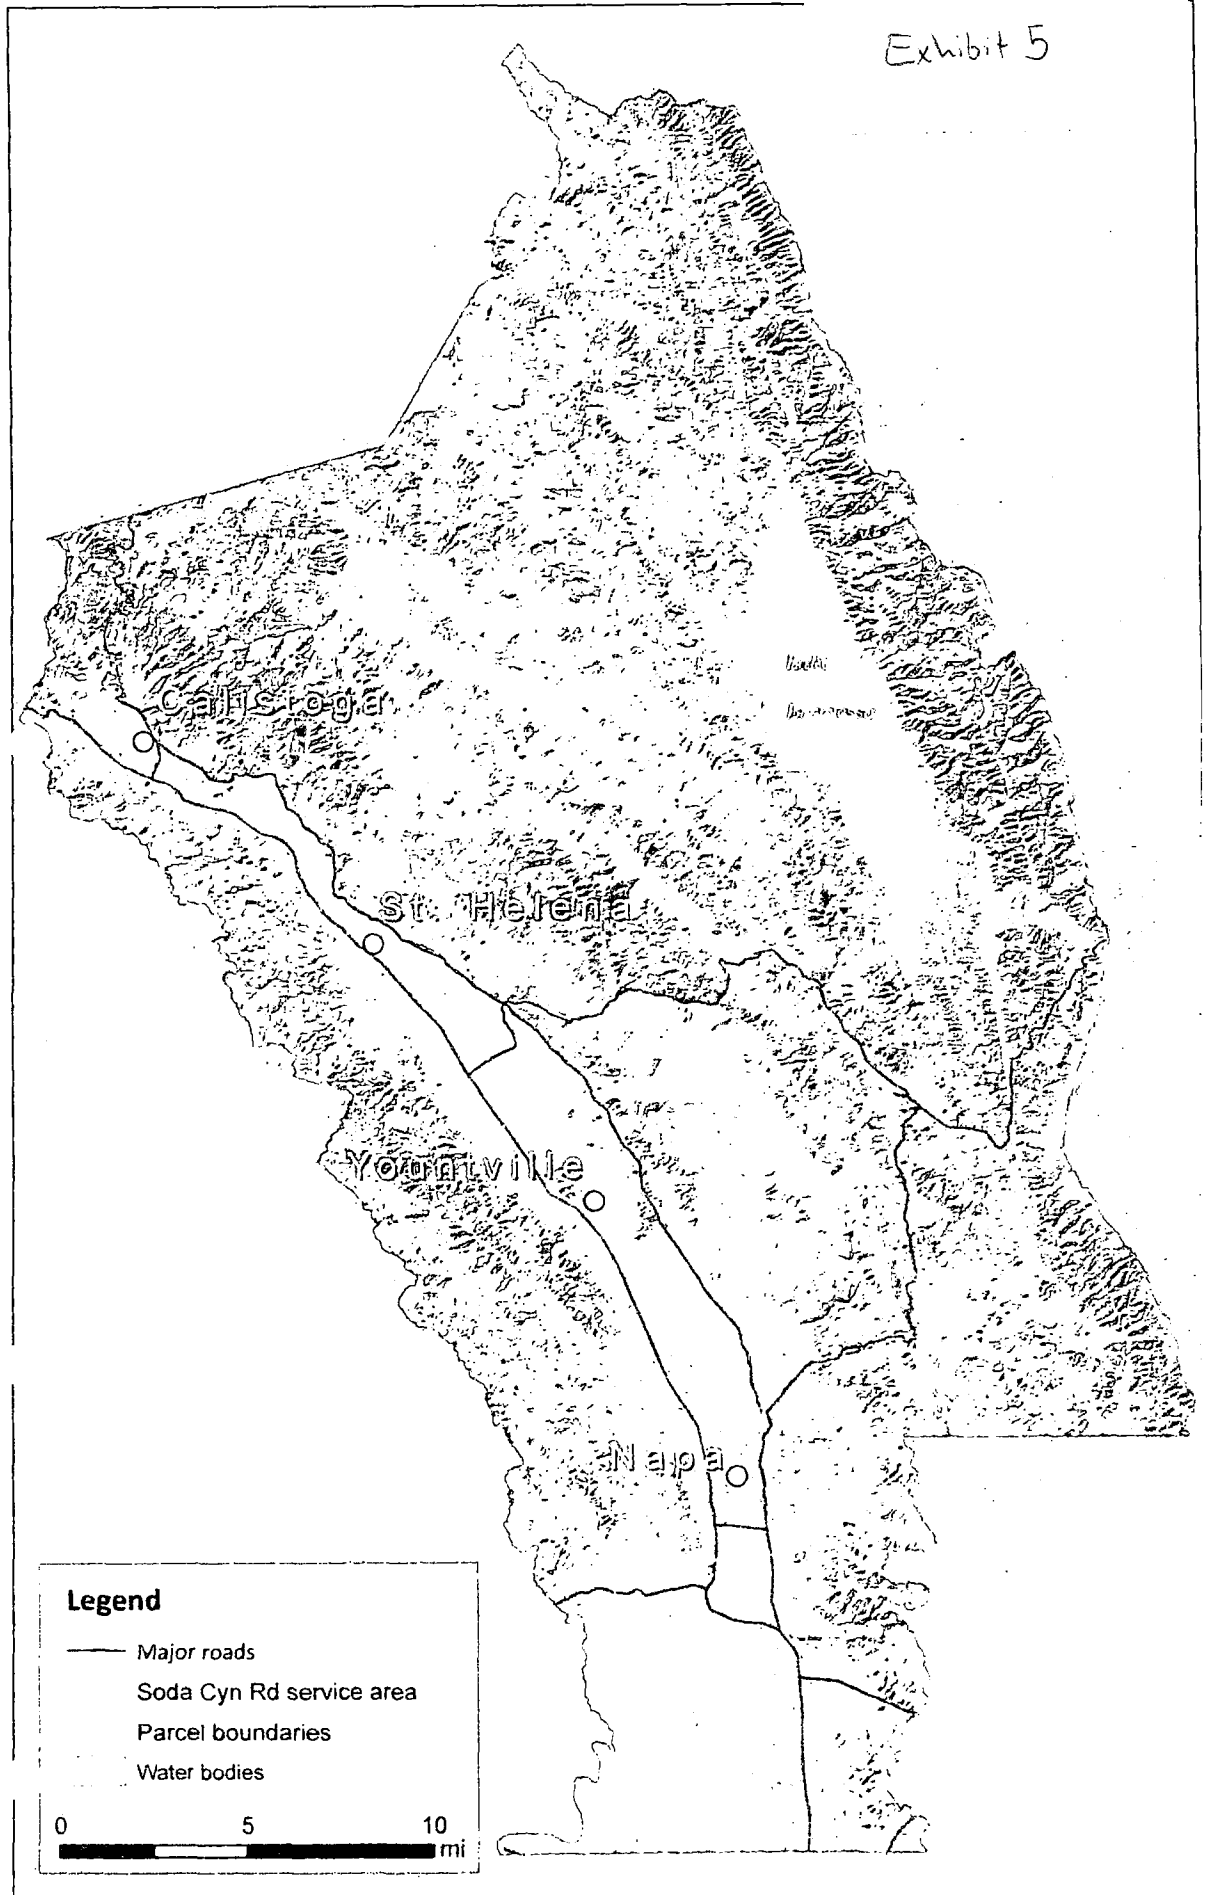 Exhibit 5
Calistoga
St. Helena
Yountville
Napa
Legend
Major roads
Soda Cyn Rd service area
Parcel boundaries
Water bodies
0 5 10
mi